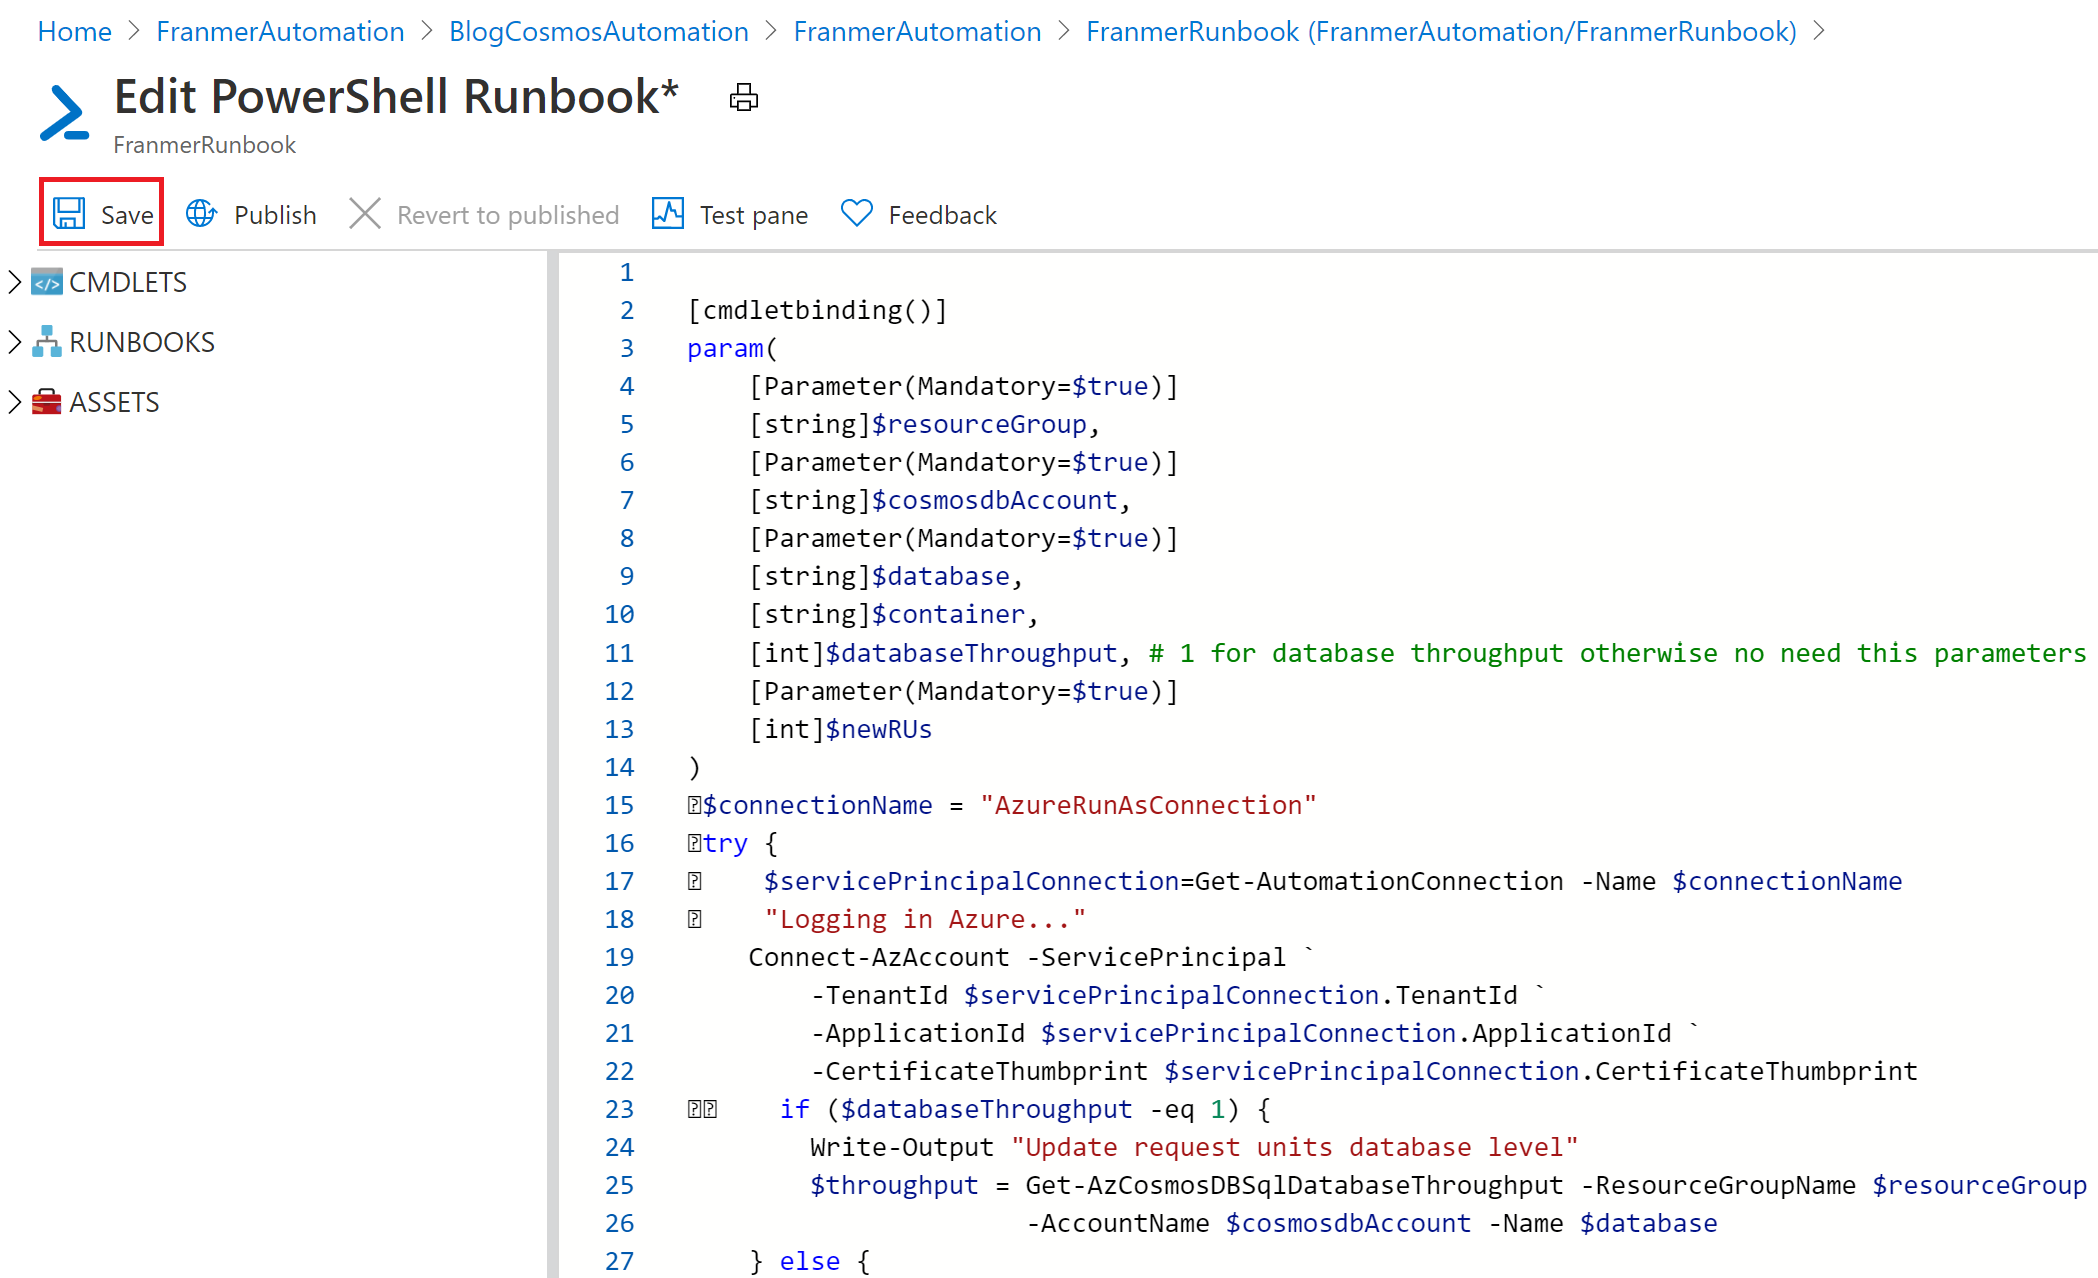 Home > FranmerAutomation > BlogCosmosAutomation > FranmerAutomation > FranmerRunbook (FranmerAutomation/FranmerRunbook) >
Edit PowerShell Runbook*
FranmerRunbook
Save Publish Revert to published Test pane Feedback
CMDLETS
RUNBOOKS
ASSETS
1
2 [cmdletbinding()]
3 param(
4     [Parameter(Mandatory=$true)]
5     [string]$resourceGroup,
6     [Parameter(Mandatory=$true)]
7     [string]$cosmosdbAccount,
8     [Parameter(Mandatory=$true)]
9     [string]$database,
10     [string]$container,
11     [int]$databaseThroughput, # 1 for database throughput otherwise no need this parameters
12     [Parameter(Mandatory=$true)]
13     [int]$newRUs
14 )
15 $connectionName = "AzureRunAsConnection"
16 try {
17     $servicePrincipalConnection=Get-AutomationConnection -Name $connectionName
18     "Logging in Azure..."
19     Connect-AzAccount -ServicePrincipal `
20         -TenantId $servicePrincipalConnection.TenantId `
21         -ApplicationId $servicePrincipalConnection.ApplicationId `
22         -CertificateThumbprint $servicePrincipalConnection.CertificateThumbprint
23     if ($databaseThroughput -eq 1) {
24         Write-Output "Update request units database level"
25         $throughput = Get-AzCosmosDBSqlDatabaseThroughput -ResourceGroupName $resourceGroup
26                       -AccountName $cosmosdbAccount -Name $database
27     } else {